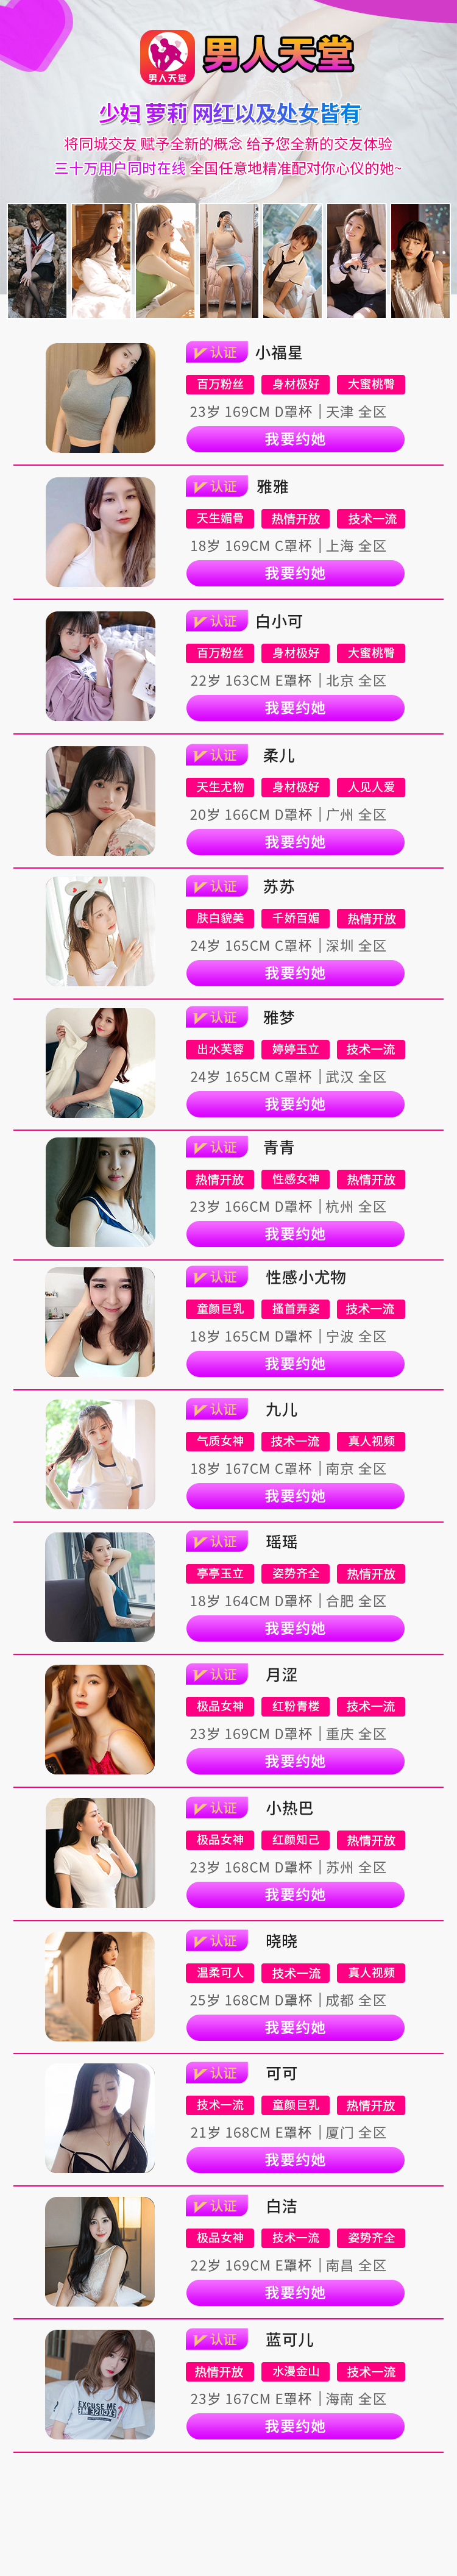 男人天堂
男人天堂
少妇 萝莉 网红以及处女皆有
将同城交友 赋予全新的概念 给予您全新的交友体验
三十万用户同时在线 全国任意地精准配对你心仪的她~
认证 小福星
百万粉丝 身材极好 大蜜桃臀
23岁 169CM D罩杯 | 天津 全区
我要约她
认证 雅雅
天生媚骨 热情开放 技术一流
18岁 169CM C罩杯 | 上海 全区
我要约她
认证 白小可
百万粉丝 身材极好 大蜜桃臀
22岁 163CM E罩杯 | 北京 全区
我要约她
认证 柔儿
天生尤物 身材极好 人见人爱
20岁 166CM D罩杯 | 广州 全区
我要约她
认证 苏苏
肤白貌美 千娇百媚 热情开放
24岁 165CM C罩杯 | 深圳 全区
我要约她
认证 雅梦
出水芙蓉 婷婷玉立 技术一流
24岁 165CM C罩杯 | 武汉 全区
我要约她
认证 青青
热情开放 性感女神 热情开放
23岁 166CM D罩杯 | 杭州 全区
我要约她
认证 性感小尤物
童颜巨乳 搔首弄姿 技术一流
18岁 165CM D罩杯 | 宁波 全区
我要约她
认证 九儿
气质女神 技术一流 真人视频
18岁 167CM C罩杯 | 南京 全区
我要约她
认证 瑶瑶
亭亭玉立 姿势齐全 热情开放
18岁 164CM D罩杯 | 合肥 全区
我要约她
认证 月涩
极品女神 红粉青楼 技术一流
23岁 169CM D罩杯 | 重庆 全区
我要约她
认证 小热巴
极品女神 红颜知己 热情开放
23岁 168CM D罩杯 | 苏州 全区
我要约她
认证 晓晓
温柔可人 技术一流 真人视频
25岁 168CM D罩杯 | 成都 全区
我要约她
认证 可可
技术一流 童颜巨乳 热情开放
21岁 168CM E罩杯 | 厦门 全区
我要约她
认证 白洁
极品女神 技术一流 姿势齐全
22岁 169CM E罩杯 | 南昌 全区
我要约她
认证 蓝可儿
热情开放 水漫金山 技术一流
EXCUSE ME
23岁 167CM E罩杯 | 海南 全区
我要约她